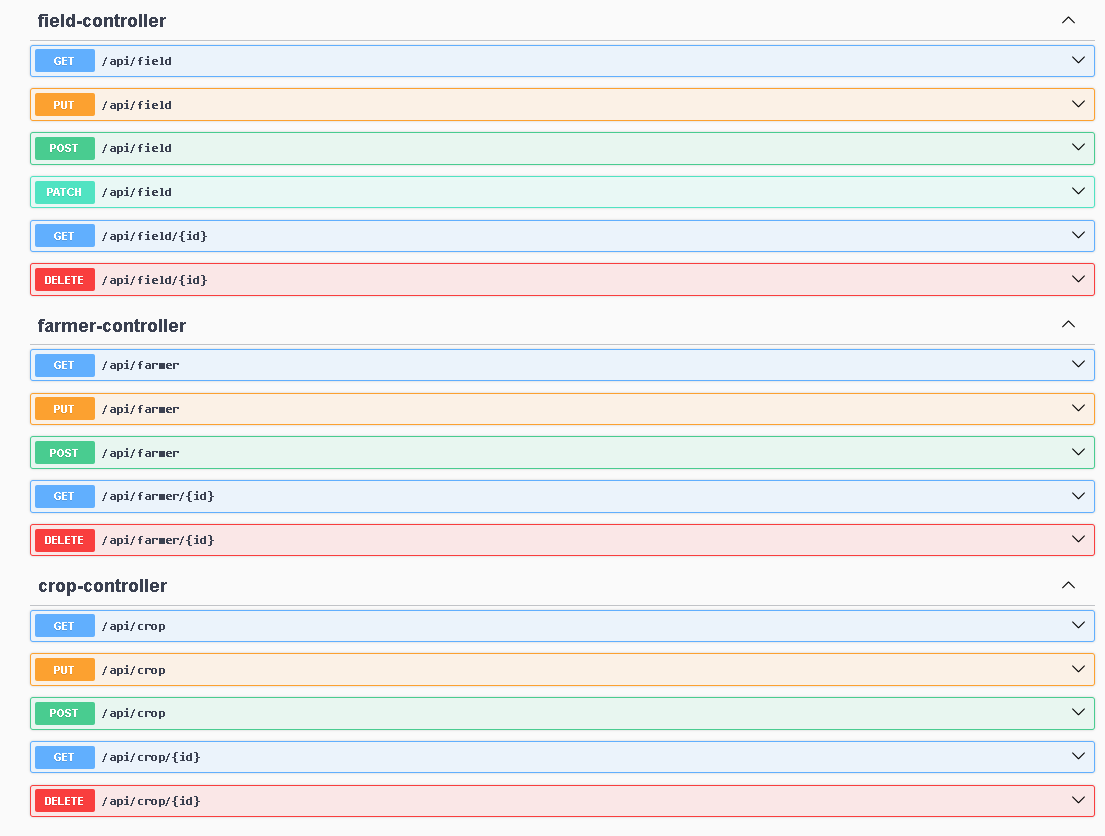 field-controller
GET /api/field
PUT /api/field
POST /api/field
PATCH /api/field
GET /api/field/{id}
DELETE /api/field/{id}
farmer-controller
GET /api/farmer
PUT /api/farmer
POST /api/farmer
GET /api/farmer/{id}
DELETE /api/farmer/{id}
crop-controller
GET /api/crop
PUT /api/crop
POST /api/crop
GET /api/crop/{id}
DELETE /api/crop/{id}